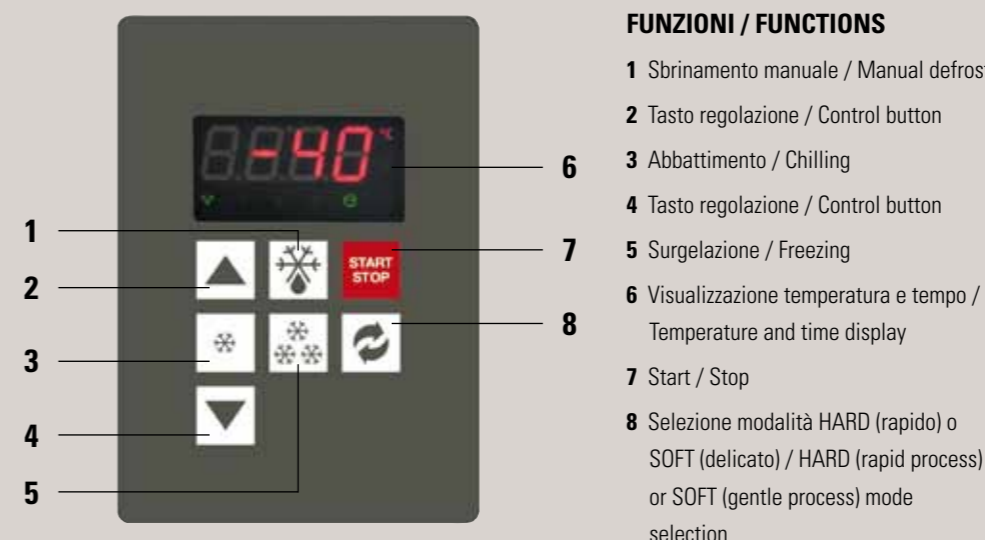 FUNZIONI / FUNCTIONS
1 Sbrinamento manuale / Manual defrost
2 Tasto regolazione / Control button
3 Abbattimento / Chilling
4 Tasto regolazione / Control button
5 Surgelazione / Freezing
6 Visualizzazione temperatura e tempo /
Temperature and time display
7 Start / Stop
8 Selezione modalità HARD (rapido) o
SOFT (delicato) / HARD (rapid process)
or SOFT (gentle process) mode
selection
-40 °C
6
1
START
STOP
7
2
8
3
4
5